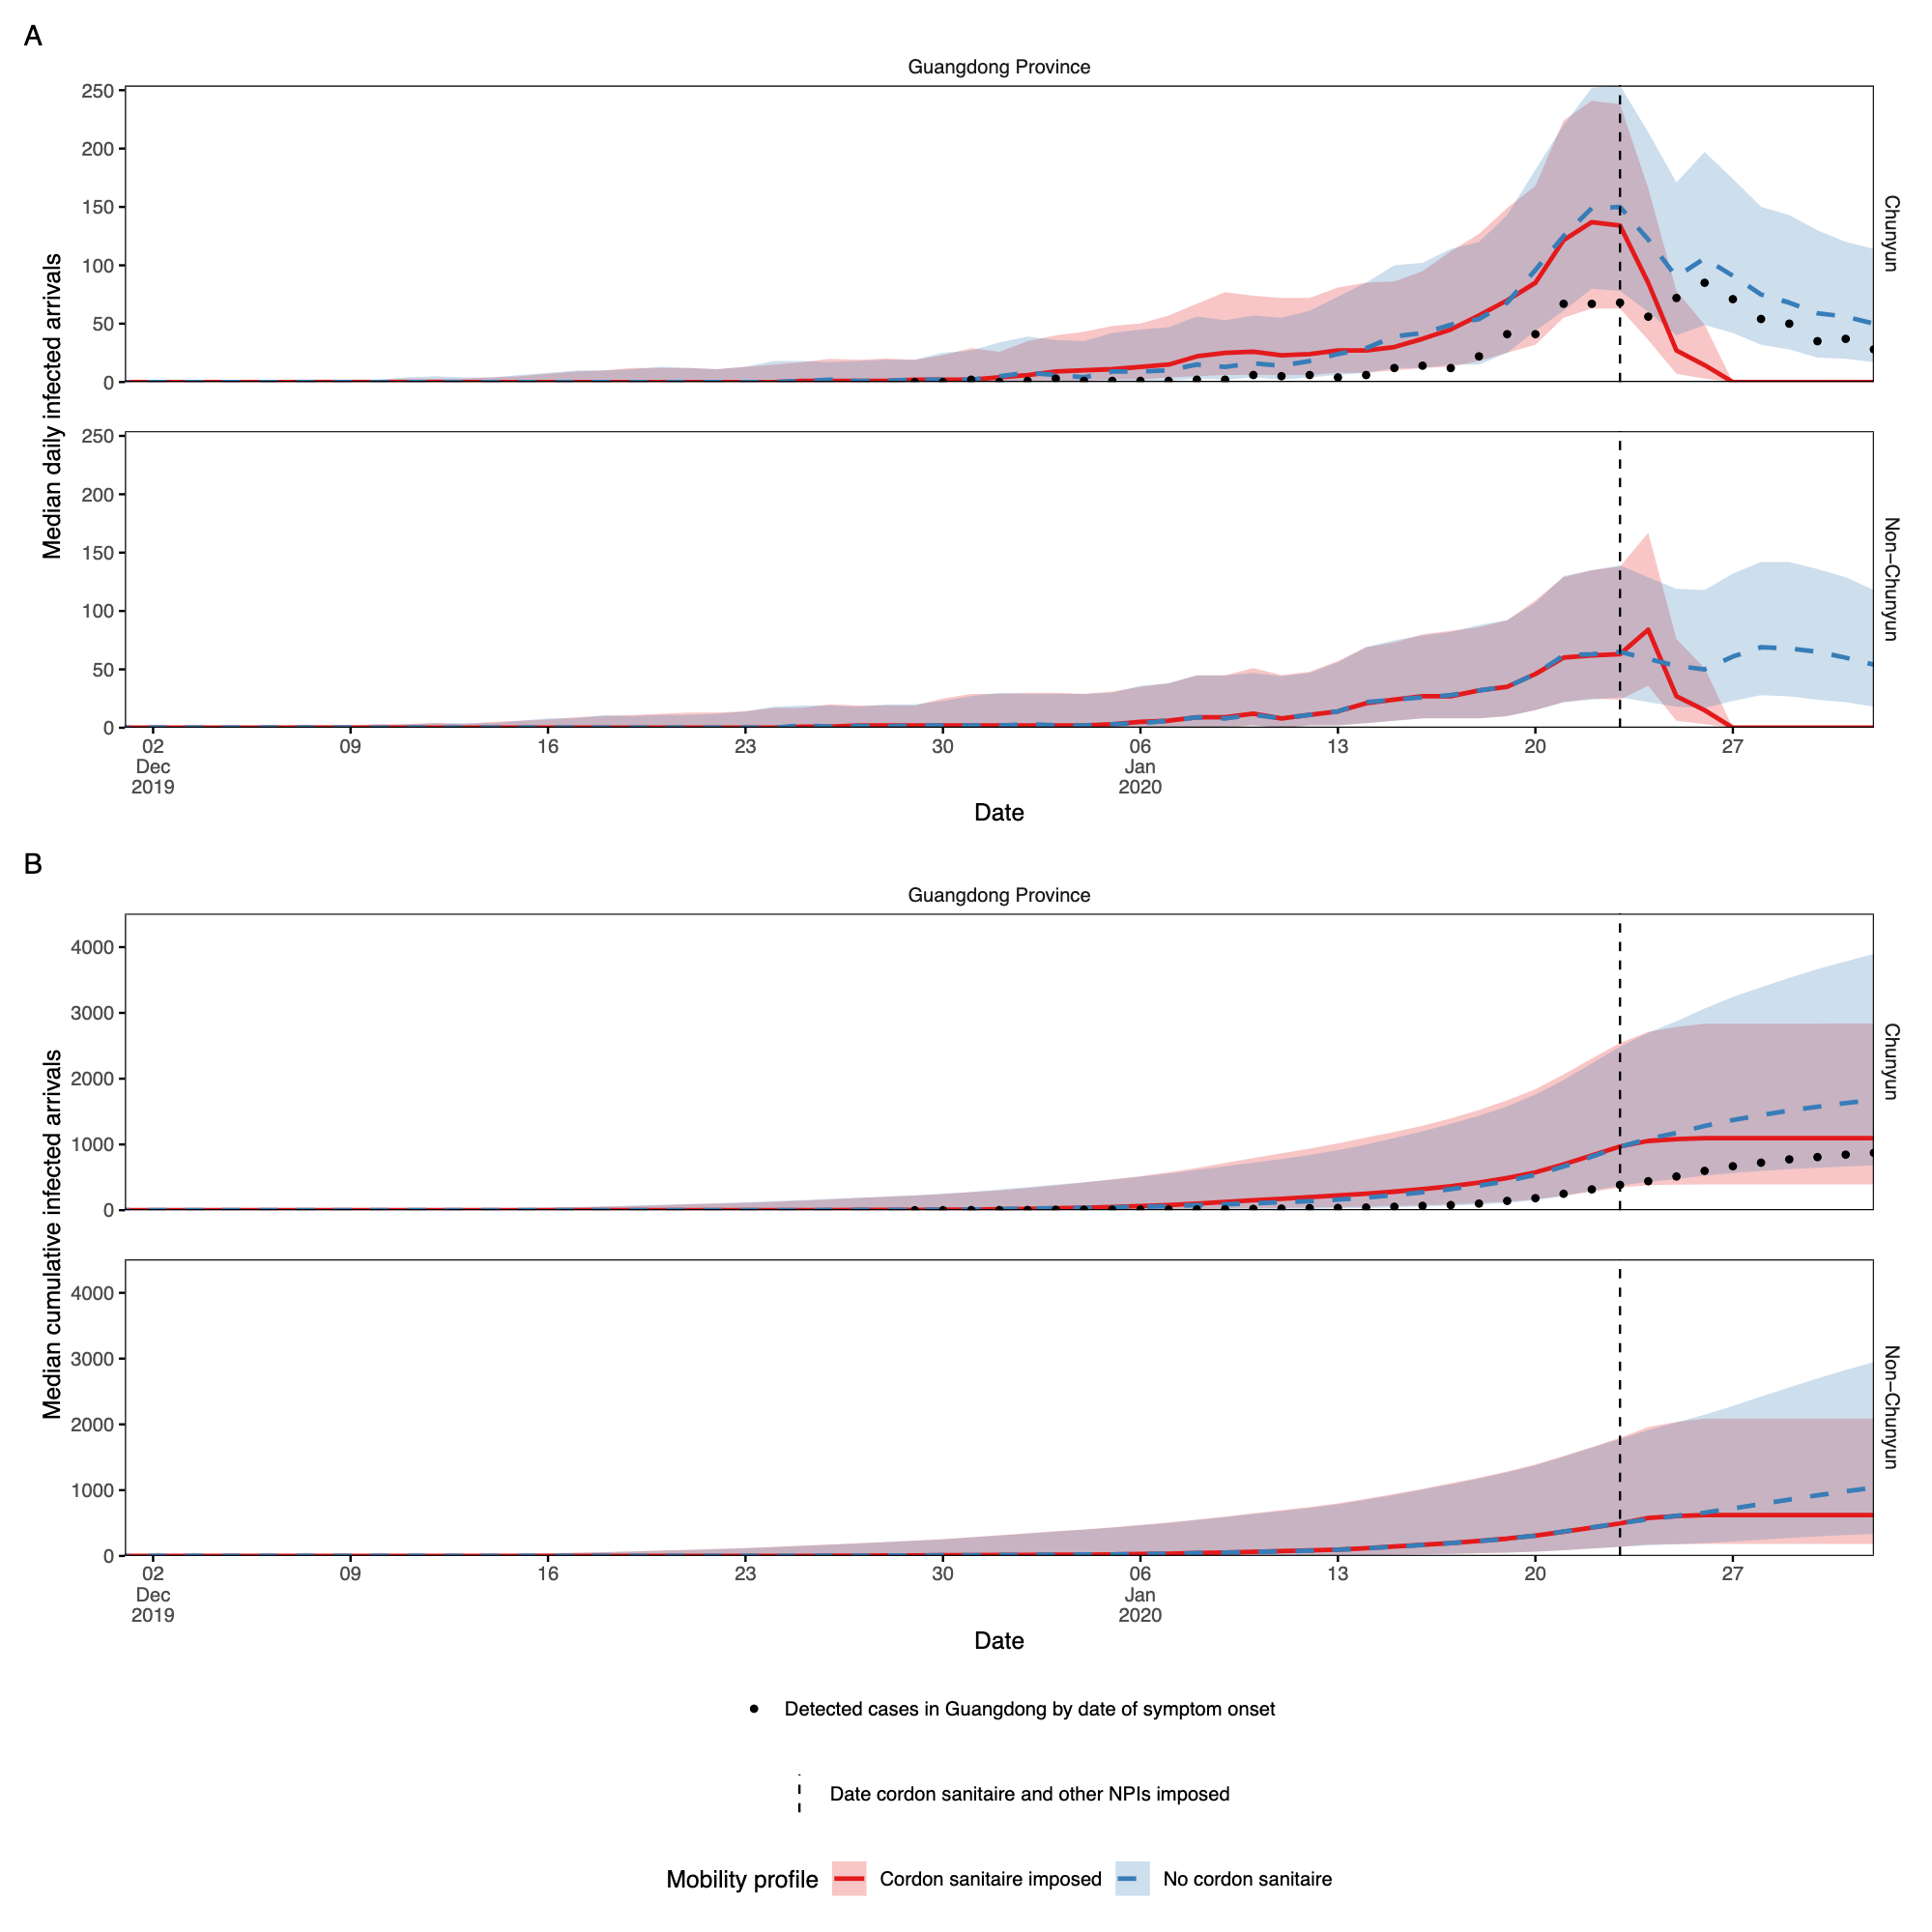 A
Guangdong Province
Median daily infected arrivals
250
200
150
100
50
0
Chunyun
250
200
150
100
50
0
Non−Chunyun
02 09 16 23 30 06 13 20 27
Dec Jan
2019 2020
Date
B
Guangdong Province
Median cumulative infected arrivals
4000
3000
2000
1000
0
Chunyun
4000
3000
2000
1000
0
Non−Chunyun
02 09 16 23 30 06 13 20 27
Dec Jan
2019 2020
Date
Detected cases in Guangdong by date of symptom onset
Date cordon sanitaire and other NPIs imposed
Mobility profile Cordon sanitaire imposed No cordon sanitaire